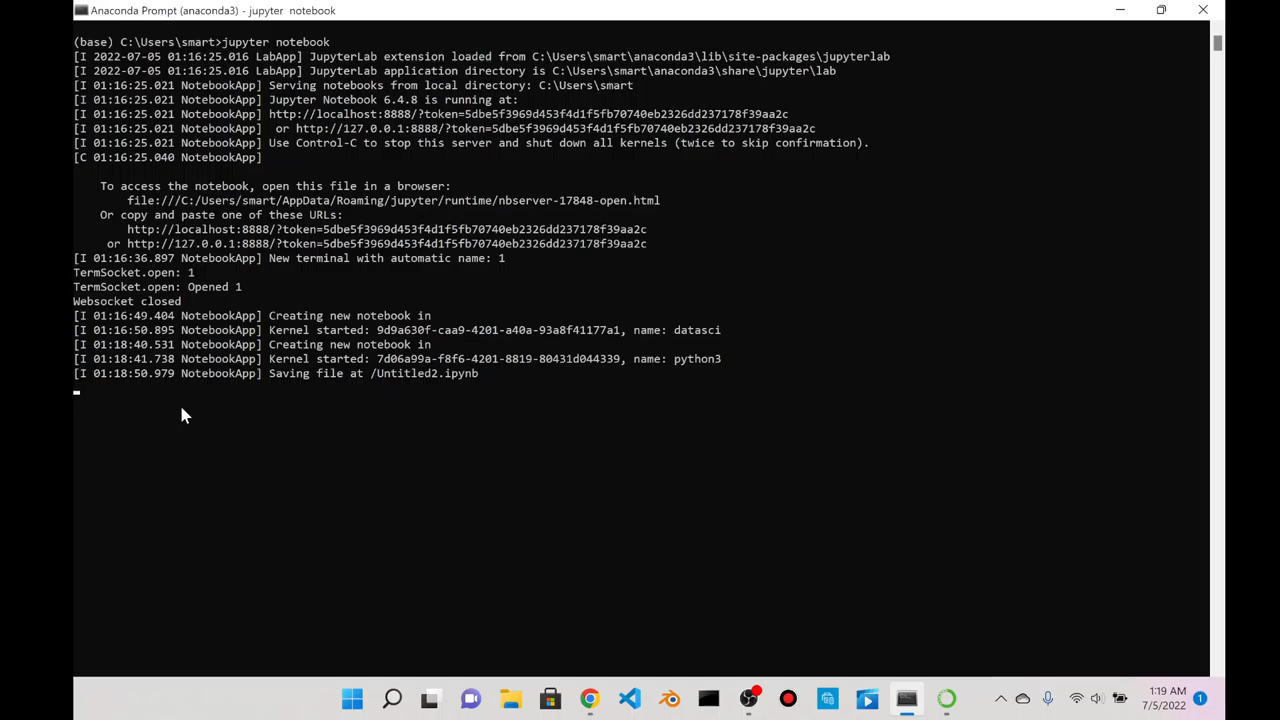 Anaconda Prompt (anaconda3) - jupyter  notebook
(base) C:\Users\smart>jupyter notebook
[I 2022-07-05 01:16:25.016 LabApp] JupyterLab extension loaded from C:\Users\smart\anaconda3\lib\site-packages\jupyterlab
[I 2022-07-05 01:16:25.016 LabApp] JupyterLab application directory is C:\Users\smart\anaconda3\share\jupyter\lab
[I 01:16:25.021 NotebookApp] Serving notebooks from local directory: C:\Users\smart
[I 01:16:25.021 NotebookApp] Jupyter Notebook 6.4.8 is running at:
[I 01:16:25.021 NotebookApp] http://localhost:8888/?token=5dbe5f3969d453f4d1f5fb70740eb2326dd237178f39aa2c
[I 01:16:25.021 NotebookApp]  or http://127.0.0.1:8888/?token=5dbe5f3969d453f4d1f5fb70740eb2326dd237178f39aa2c
[I 01:16:25.021 NotebookApp] Use Control-C to stop this server and shut down all kernels (twice to skip confirmation).
[C 01:16:25.040 NotebookApp]
To access the notebook, open this file in a browser:
file:///C:/Users/smart/AppData/Roaming/jupyter/runtime/nbserver-17848-open.html
Or copy and paste one of these URLs:
http://localhost:8888/?token=5dbe5f3969d453f4d1f5fb70740eb2326dd237178f39aa2c
or http://127.0.0.1:8888/?token=5dbe5f3969d453f4d1f5fb70740eb2326dd237178f39aa2c
[I 01:16:36.897 NotebookApp] New terminal with automatic name: 1
TermSocket.open: 1
TermSocket.open: Opened 1
Websocket closed
[I 01:16:49.404 NotebookApp] Creating new notebook in
[I 01:16:50.895 NotebookApp] Kernel started: 9d9a630f-caa9-4201-a40a-93a8f41177a1, name: datasci
[I 01:18:40.531 NotebookApp] Creating new notebook in
[I 01:18:41.738 NotebookApp] Kernel started: 7d06a99a-f8f6-4201-8819-80431d044339, name: python3
[I 01:18:50.979 NotebookApp] Saving file at /Untitled2.ipynb
1:19 AM
7/5/2022
1